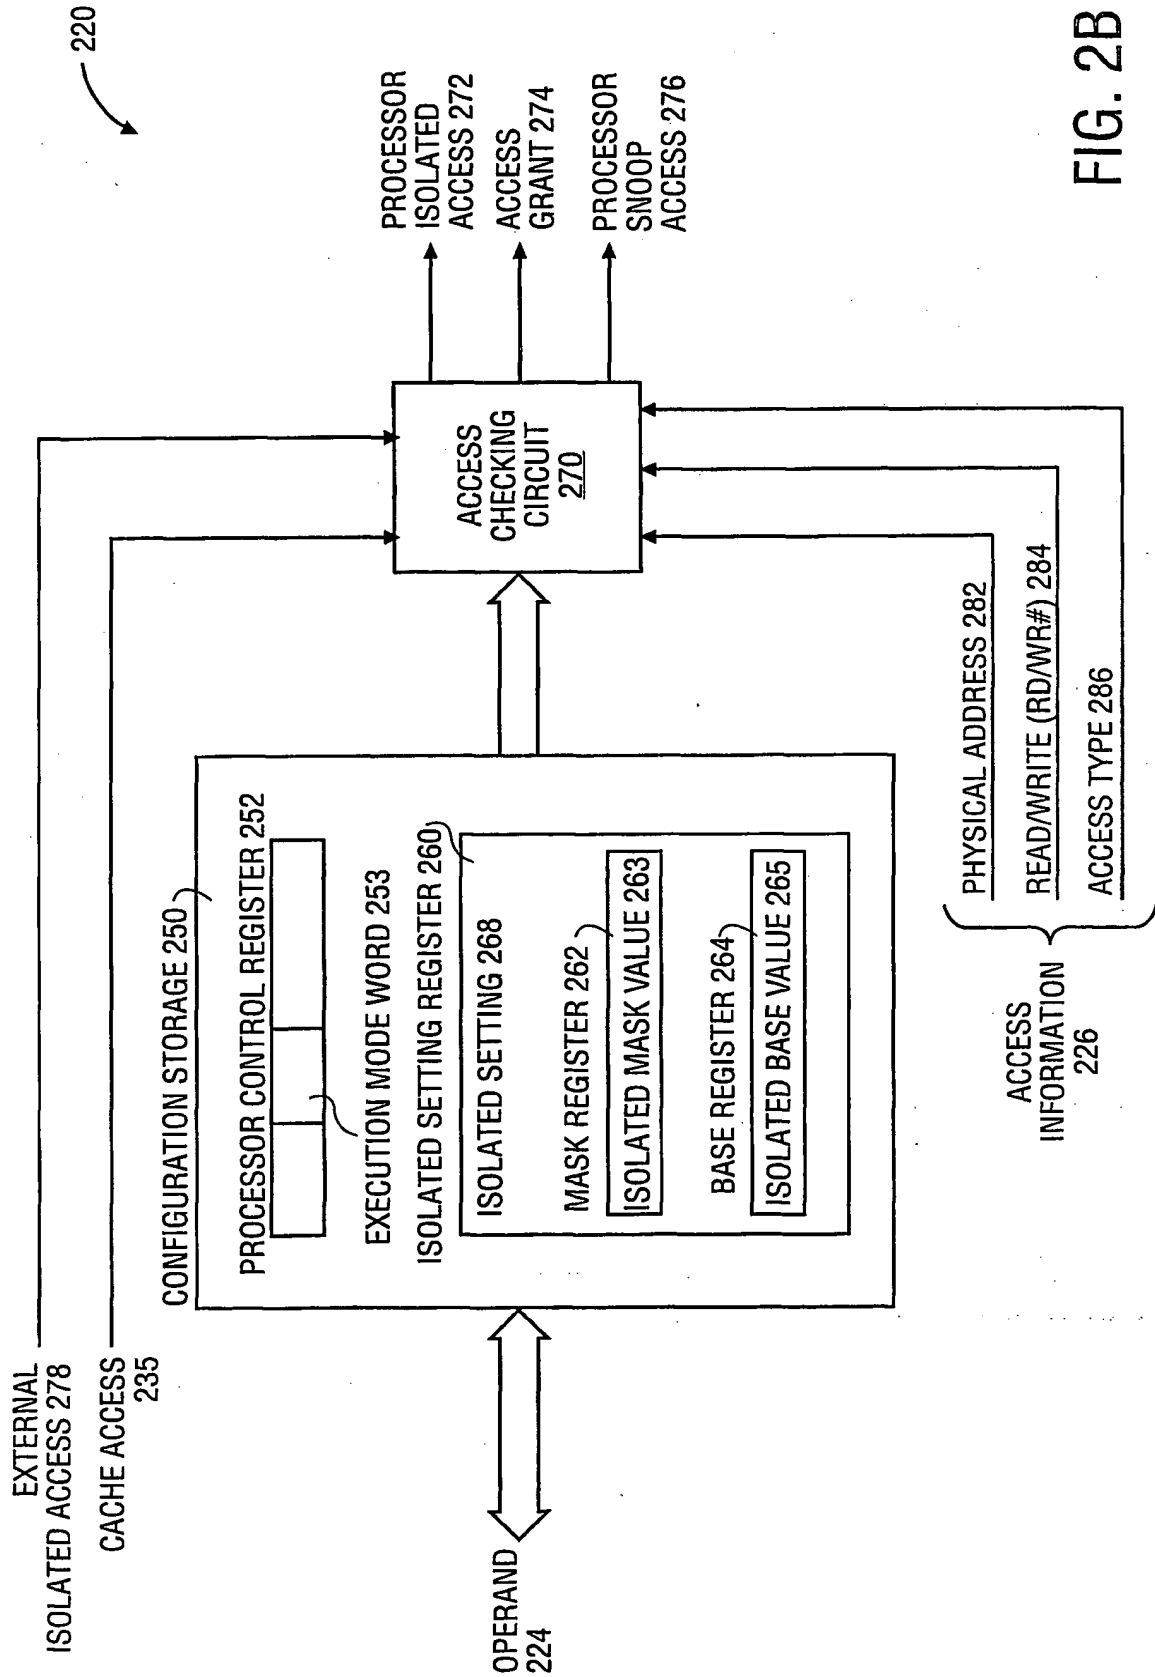 220
EXTERNAL
ISOLATED ACCESS 278
CACHE ACCESS
235
CONFIGURATION STORAGE 250
PROCESSOR CONTROL REGISTER 252
EXECUTION MODE WORD 253
ISOLATED SETTING REGISTER 260
ISOLATED SETTING 268
MASK REGISTER 262
ISOLATED MASK VALUE 263
BASE REGISTER 264
ISOLATED BASE VALUE 265
OPERAND
224
ACCESS
CHECKING
CIRCUIT
270
PROCESSOR
ISOLATED
ACCESS 272
ACCESS
GRANT 274
PROCESSOR
SNOOP
ACCESS 276
PHYSICAL ADDRESS 282
READ/WRITE (RD/WR#) 284
ACCESS TYPE 286
ACCESS
INFORMATION
226
FIG. 2B